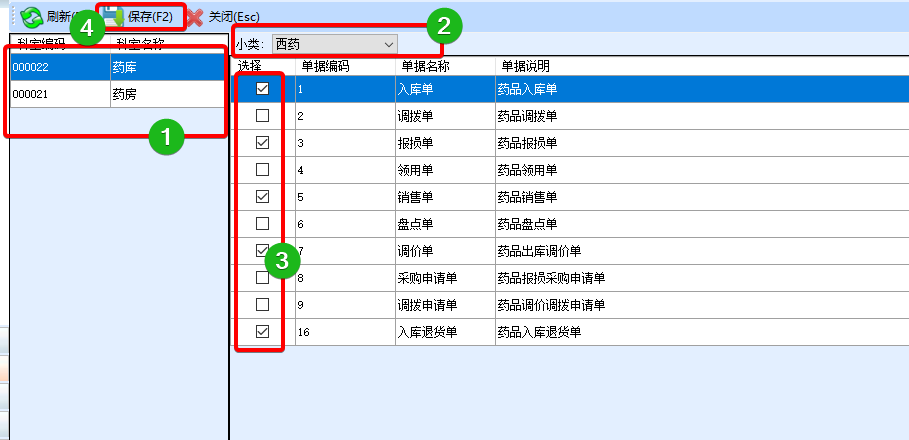 刷新 4 保存(F2) 关闭(Esc)
科室编码 科室名称
000022 药库
000021 药房
1
小类： 西药 2
选择 单据编码 单据名称 单据说明
1 入库单 药品入库单
2 调拨单 药品调拨单
3 报损单 药品报损单
4 领用单 药品领用单
5 销售单 药品销售单
6 盘点单 药品盘点单
7 调价单 药品出库调价单
3
8 采购申请单 药品报损采购申请单
9 调拨申请单 药品调价调拨申请单
16 入库退货单 药品入库退货单